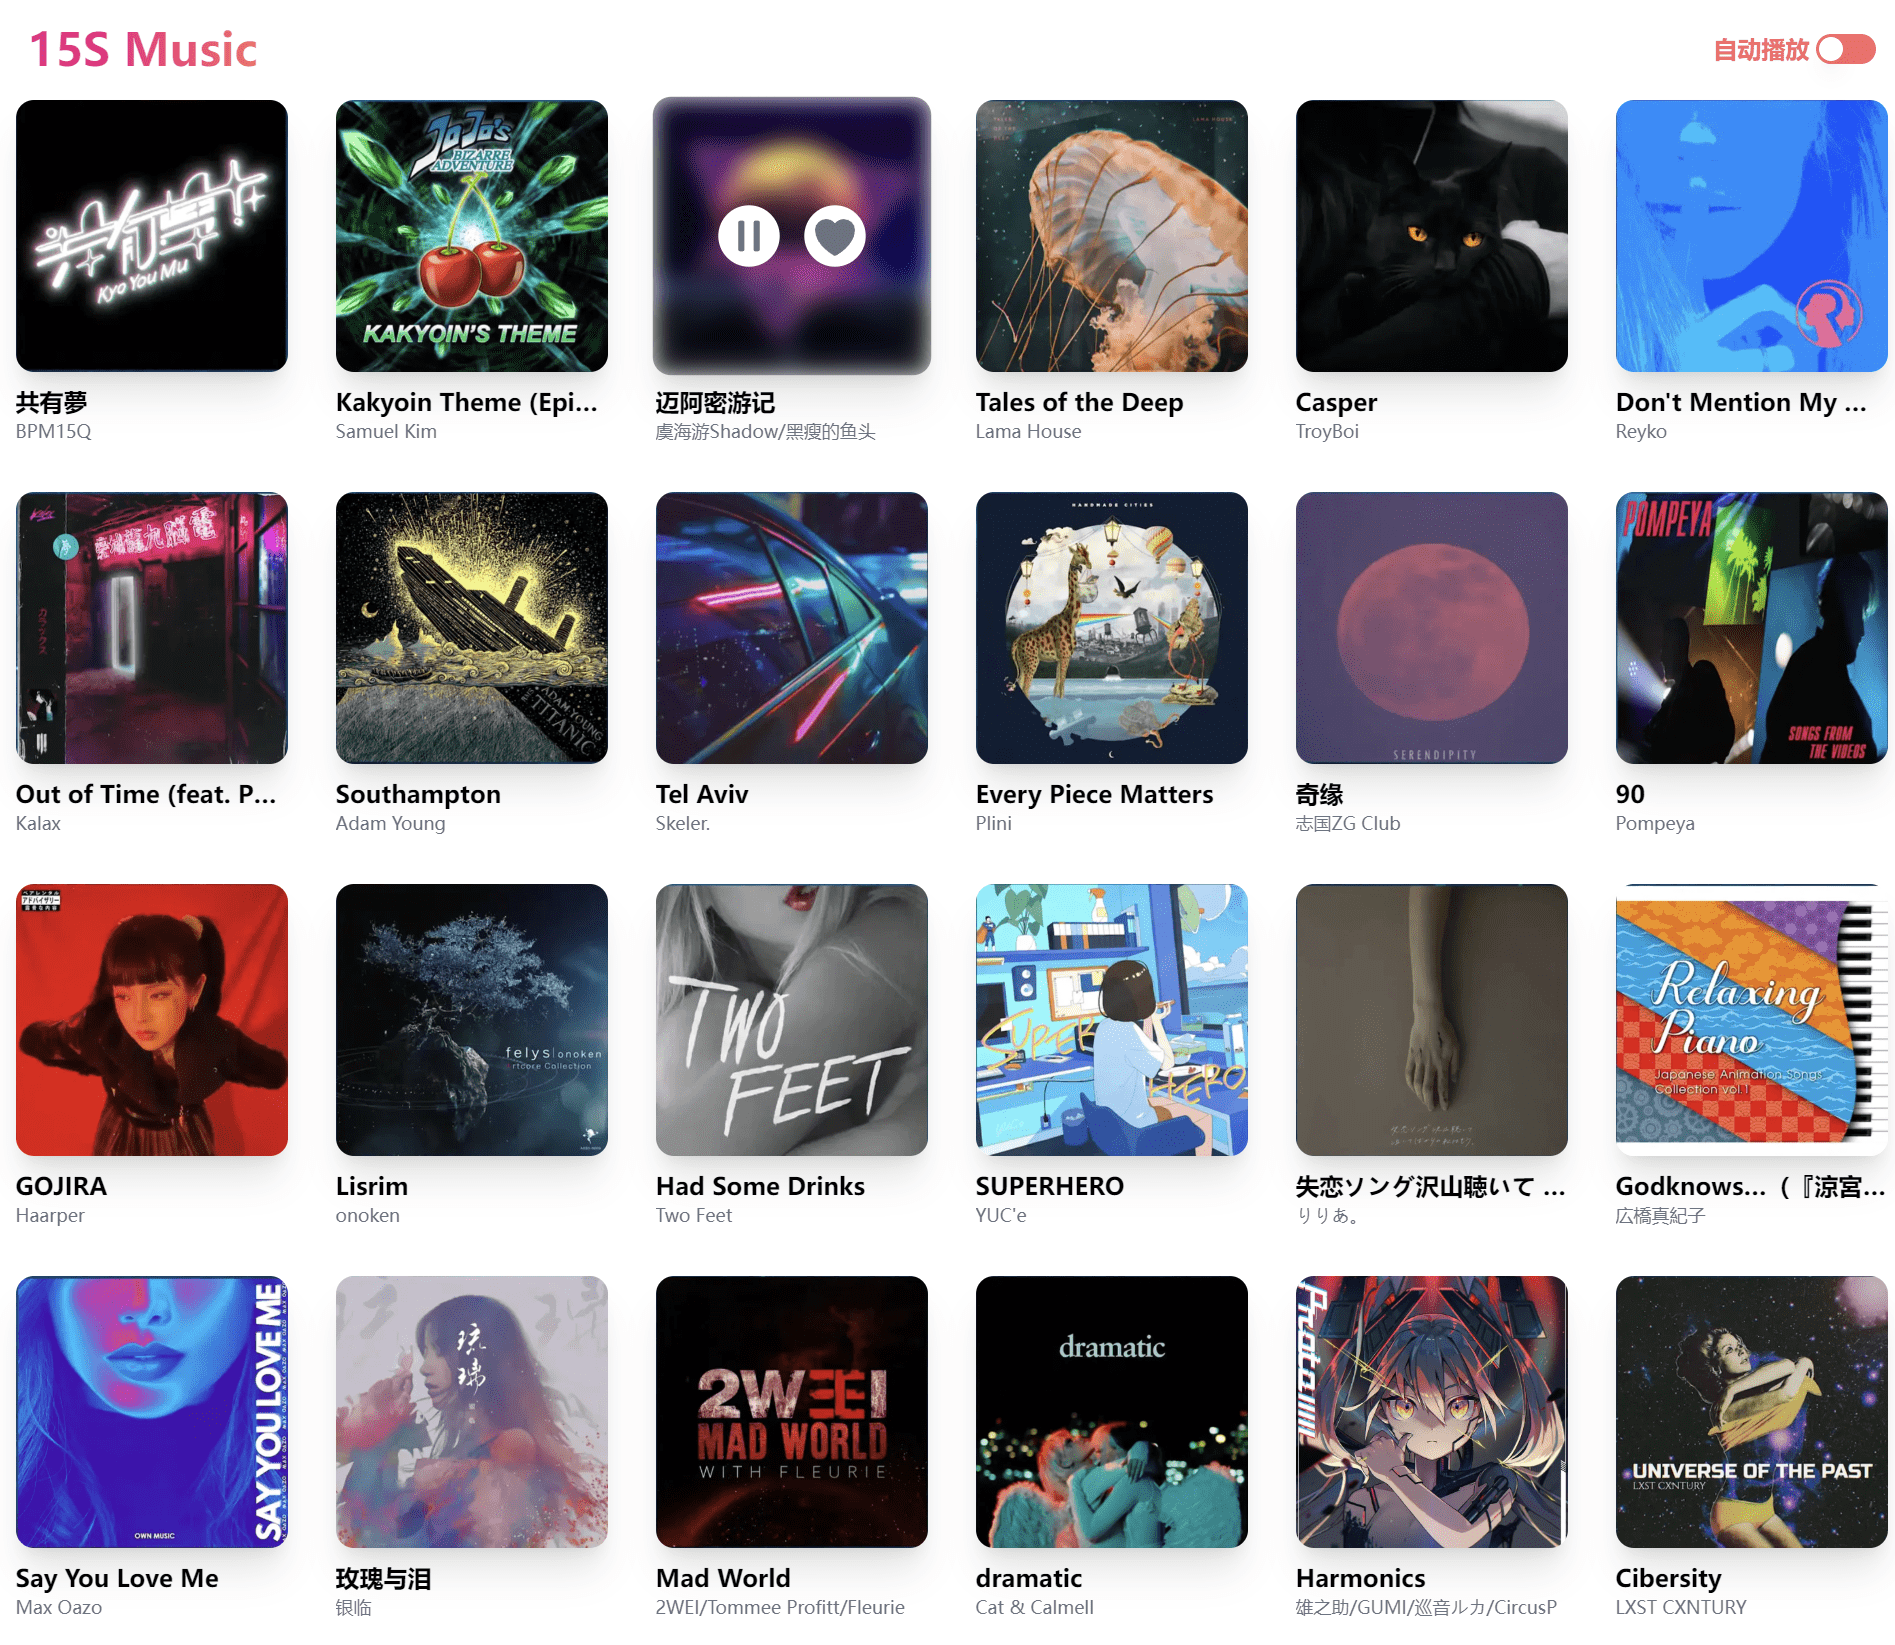 15S Music
自动播放
Kyo You Mu
JoJo's
BIZARRE
ADVENTURE
KAKYOIN'S THEME
LAMA HOUSE
共有夢
BPM15Q
Kakyoin Theme (Epi...
Samuel Kim
迈阿密游记
虞海游Shadow/黑瘦的鱼头
Tales of the Deep
Lama House
Casper
TroyBoi
Don't Mention My ...
Reyko
HANDMADE CITIES
POMPEYA
ADAM YOUNG
TITANIC
SERENDIPITY
SONGS FROM
THE VIDEOS
Out of Time (feat. P...
Kalax
Southampton
Adam Young
Tel Aviv
Skeler.
Every Piece Matters
Plini
奇缘
志国ZG Club
90
Pompeya
felys|onoken
rtcore Collection
TWO
FEET
SUPER
HERO
Relaxing
Piano
Japanese Animation Songs
Collection vol.1
GOJIRA
Haarper
Lisrim
onoken
Had Some Drinks
Two Feet
SUPERHERO
YUC'e
失恋ソング沢山聴いて ...
りりあ。
Godknows...（『涼宮...
広橋真紀子
SAY YOU LOVE ME
OWN MUSIC
琉璃
2WEI
MAD WORLD
WITH FLEURIE
dramatic
UNIVERSE OF THE PAST
LXST CXNTURY
Say You Love Me
Max Oazo
玫瑰与泪
银临
Mad World
2WEI/Tommee Profitt/Fleurie
dramatic
Cat & Calmell
Harmonics
雄之助/GUMI/巡音ルカ/CircusP
Cibersity
LXST CXNTURY